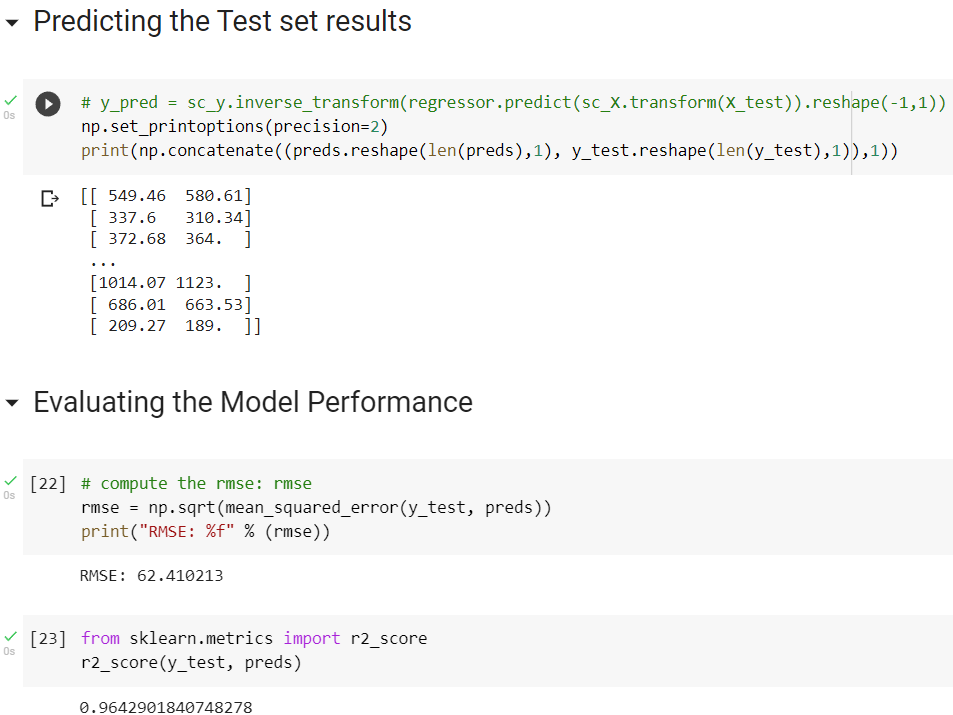 Predicting the Test set results
0s
# y_pred = sc_y.inverse_transform(regressor.predict(sc_X.transform(X_test)).reshape(-1,1))
np.set_printoptions(precision=2)
print(np.concatenate((preds.reshape(len(preds),1), y_test.reshape(len(y_test),1)),1))
[[ 549.46  580.61]
 [ 337.6   310.34]
 [ 372.68  364.  ]
 ...
 [1014.07 1123.  ]
 [ 686.01  663.53]
 [ 209.27  189.  ]]
Evaluating the Model Performance
0s
[22] # compute the rmse: rmse
rmse = np.sqrt(mean_squared_error(y_test, preds))
print("RMSE: %f" % (rmse))
RMSE: 62.410213
0s
[23] from sklearn.metrics import r2_score
r2_score(y_test, preds)
0.9642901840748278